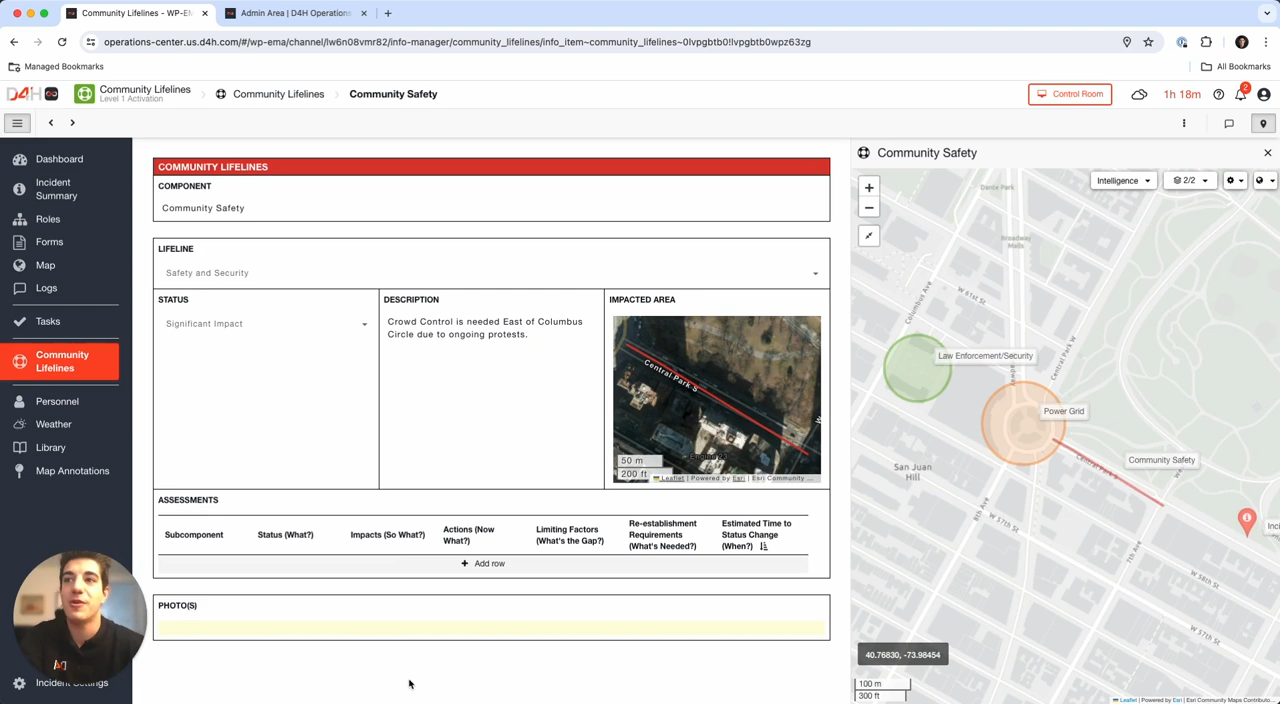 Community Lifelines - WP-EM
Admin Area | D4H Operations
operations-center.us.d4h.com/#/wp-ema/channel/lw6n08vmr82/info-manager/community_lifelines/info_item~community_lifelines~0lvpgbtb0!lvpgbtb0wpz63zg
Managed Bookmarks
All Bookmarks
D4H
Community Lifelines
Level 1 Activation
Community Lifelines
Community Safety
Control Room
1h 18m
2
Dashboard
Incident
Summary
Roles
Forms
Map
Logs
Tasks
Community
Lifelines
Personnel
Weather
Library
Map Annotations
Incident Settings
COMMUNITY LIFELINES
COMPONENT
Community Safety
LIFELINE
Safety and Security
STATUS
Significant Impact
DESCRIPTION
Crowd Control is needed East of Columbus
Circle due to ongoing protests.
IMPACTED AREA
Central Park S
50 m
200 ft
Leaflet | Powered by Esri | Esri Community ...
ASSESSMENTS
Subcomponent
Status (What?)
Impacts (So What?)
Actions (Now
What?)
Limiting Factors
(What's the Gap?)
Re-establishment
Requirements
(What's Needed?)
Estimated Time to
Status Change
(When?)
+ Add row
PHOTO(S)
Community Safety
Intelligence
2/2
Dante Park
Broadway
Malls
W 61st St
Columbus Ave
Central Park W
Law Enforcement/Security
Power Grid
Community Safety
Central Park S
San Juan
Hill
8th Ave
W 57th St
7th Ave
W 58th St
W 57th St
Inci
40.76830, -73.98454
100 m
300 ft
Leaflet | Powered by Esri | Esri Community Maps Contributo...